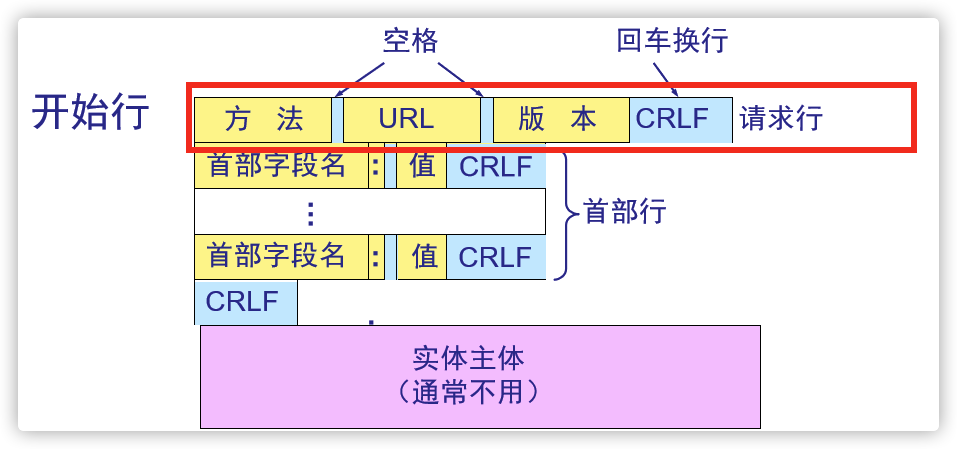 空格 回车换行
开始行 方 法 URL 版 本 CRLF 请求行
首部字段名 : 值 CRLF
⋮ 首部行
首部字段名 : 值 CRLF
CRLF
实体主体
（通常不用）